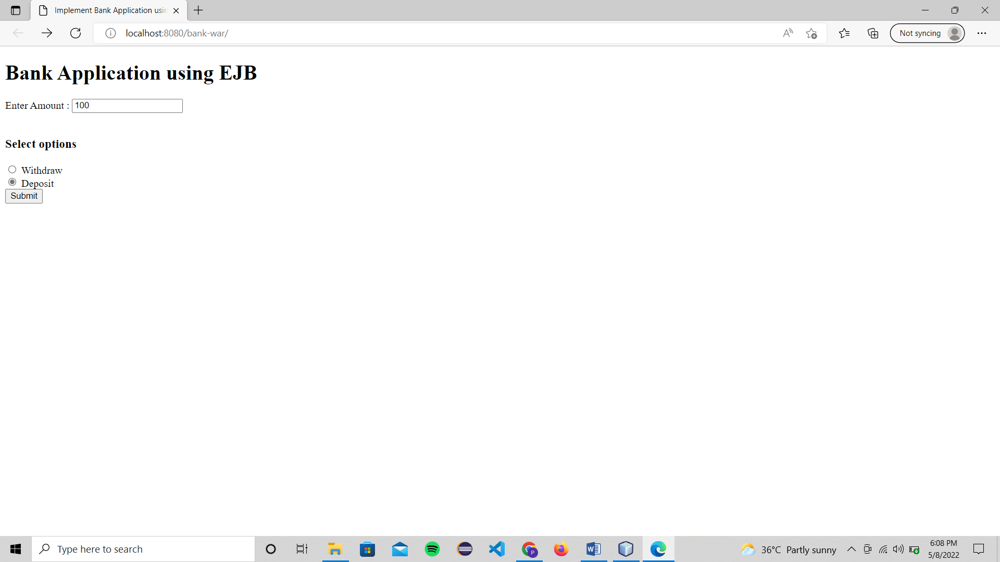 Implement Bank Application usin
localhost:8080/bank-war/
Not syncing
Bank Application using EJB
Enter Amount : 100
Select options
Withdraw
Deposit
Submit
Type here to search
36°C Partly sunny
6:08 PM
5/8/2022